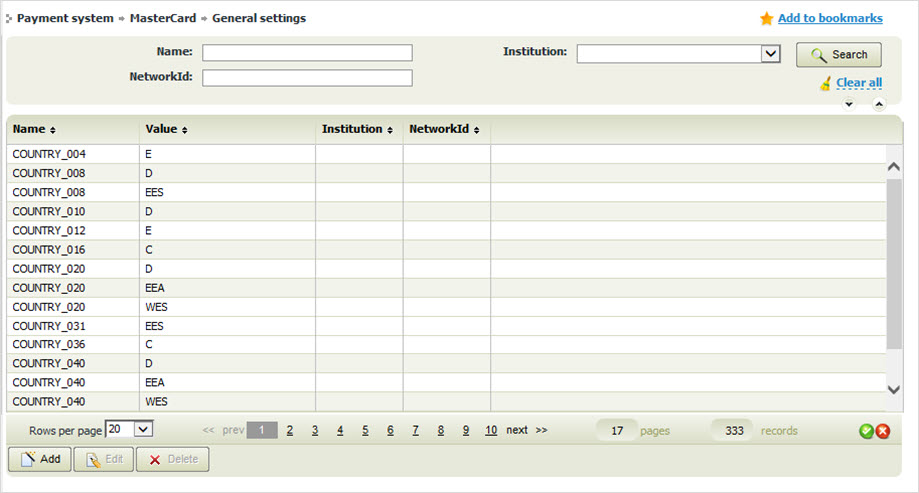 Payment system MasterCard General settings
Add to bookmarks
Name:
Institution:
Search
NetworkId:
Clear all
Name Value Institution NetworkId
COUNTRY_004 E
COUNTRY_008 D
COUNTRY_008 EES
COUNTRY_010 D
COUNTRY_012 E
COUNTRY_016 C
COUNTRY_020 D
COUNTRY_020 EEA
COUNTRY_020 WES
COUNTRY_031 EES
COUNTRY_036 C
COUNTRY_040 D
COUNTRY_040 EEA
COUNTRY_040 WES
Rows per page 20 << prev 1 2 3 4 5 6 7 8 9 10 next >> 17 pages 333 records
Add Edit Delete